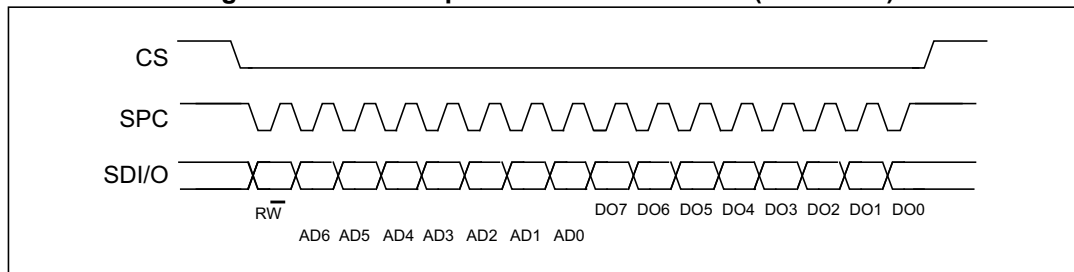 CS
SPC
SDI/O
RW
DO7 DO6 DO5 DO4 DO3 DO2 DO1 DO0
AD6 AD5 AD4 AD3 AD2 AD1 AD0